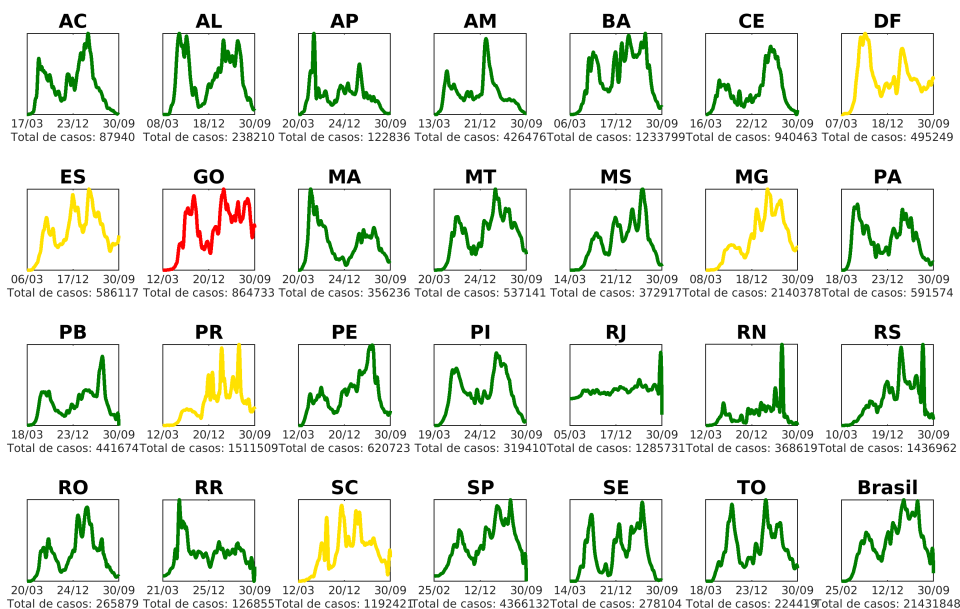 AC AL AP AM BA CE DF
17/03 23/12 30/09 08/03 18/12 30/09 20/03 24/12 30/09 13/03 21/12 30/09 06/03 17/12 30/09 16/03 22/12 30/09 07/03 18/12 30/09
Total de casos: 87940 Total de casos: 238210 Total de casos: 122836 Total de casos: 426476 Total de casos: 1233799 Total de casos: 940463 Total de casos: 495249
ES GO MA MT MS MG PA
06/03 17/12 30/09 12/03 20/12 30/09 20/03 24/12 30/09 20/03 24/12 30/09 14/03 21/12 30/09 08/03 18/12 30/09 18/03 23/12 30/09
Total de casos: 586117 Total de casos: 864733 Total de casos: 356236 Total de casos: 537141 Total de casos: 372917 Total de casos: 2140378 Total de casos: 591574
PB PR PE PI RJ RN RS
18/03 23/12 30/09 12/03 20/12 30/09 12/03 20/12 30/09 19/03 24/12 30/09 05/03 17/12 30/09 12/03 20/12 30/09 10/03 19/12 30/09
Total de casos: 441674 Total de casos: 1511509 Total de casos: 620723 Total de casos: 319410 Total de casos: 1285731 Total de casos: 368619 Total de casos: 1436962
RO RR SC SP SE TO Brasil
20/03 24/12 30/09 21/03 24/12 30/09 12/03 20/12 30/09 25/02 12/12 30/09 14/03 21/12 30/09 18/03 23/12 30/09 25/02 12/12 30/09
Total de casos: 265879 Total de casos: 126855 Total de casos: 1192421 Total de casos: 4366132 Total de casos: 278104 Total de casos: 224419 Total de casos: 21431848